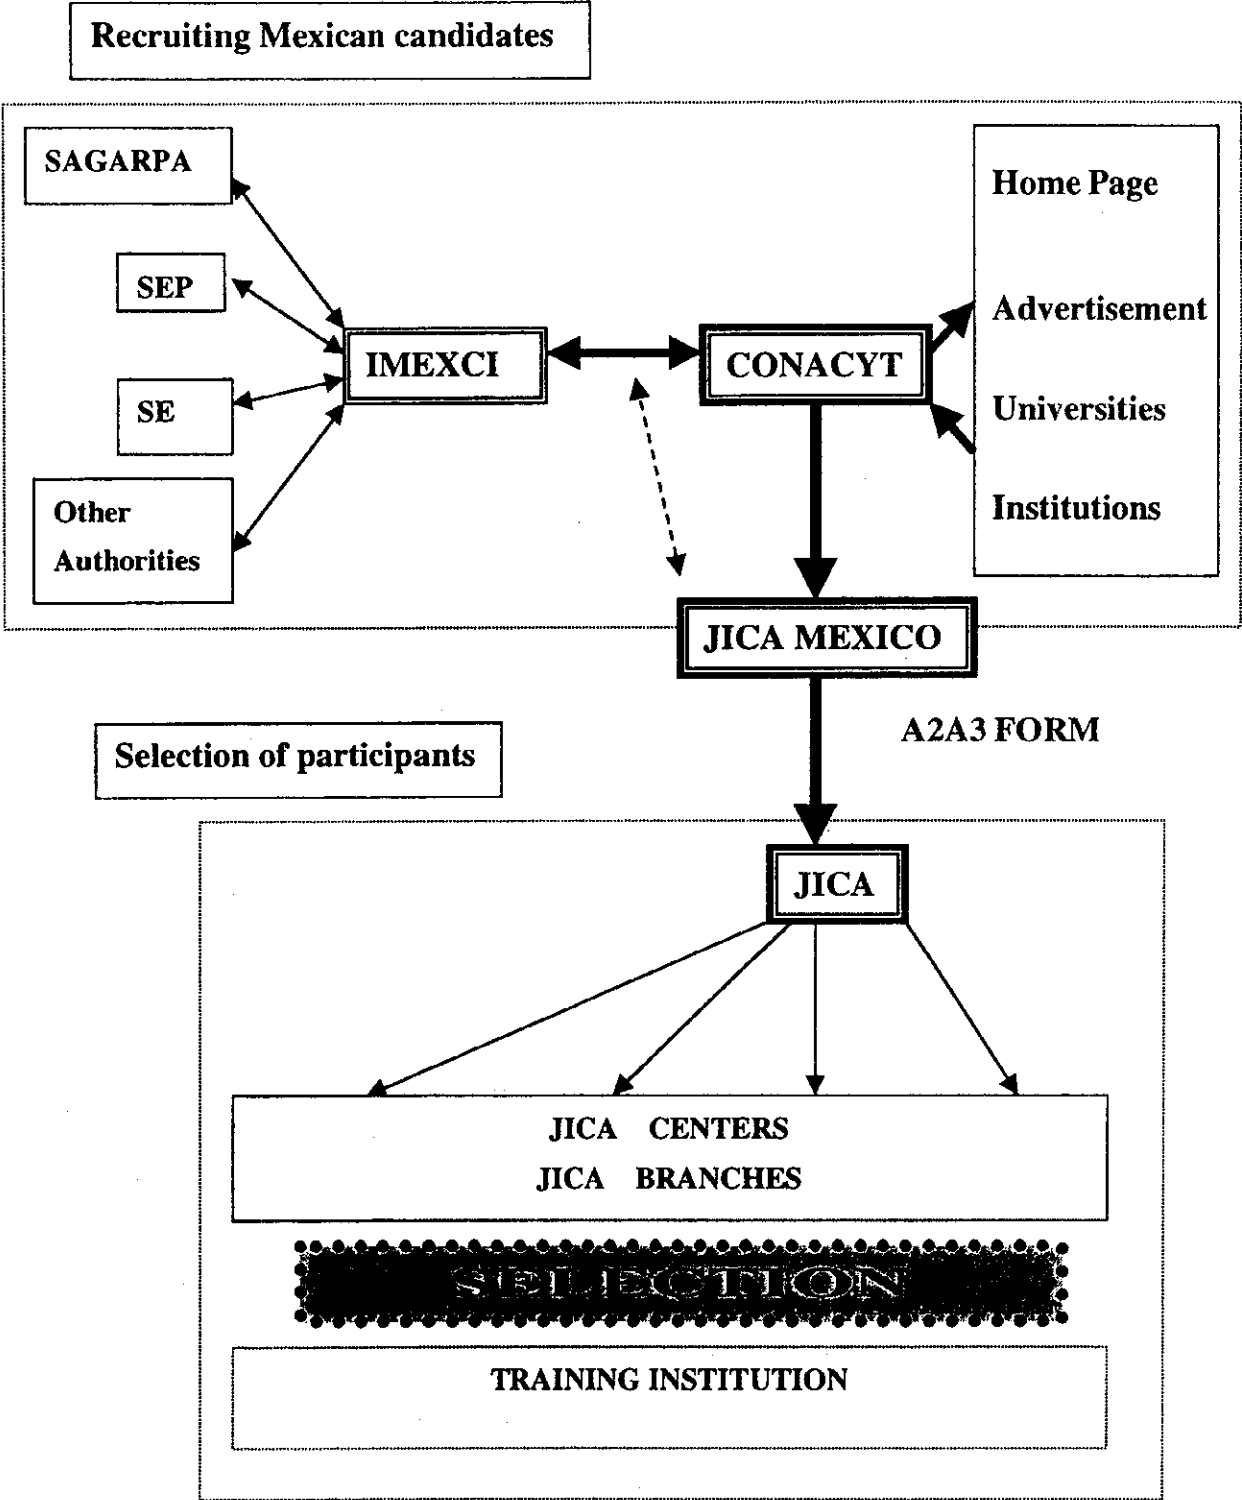 Recruiting Mexican candidates
SAGARPA
SEP
SE
Other
Authorities
IMEXCI
CONACYT
Home Page
Advertisement
Universities
Institutions
JICA MEXICO
A2A3 FORM
Selection of participants
JICA
JICA CENTERS
JICA BRANCHES
SELECTION
TRAINING INSTITUTION